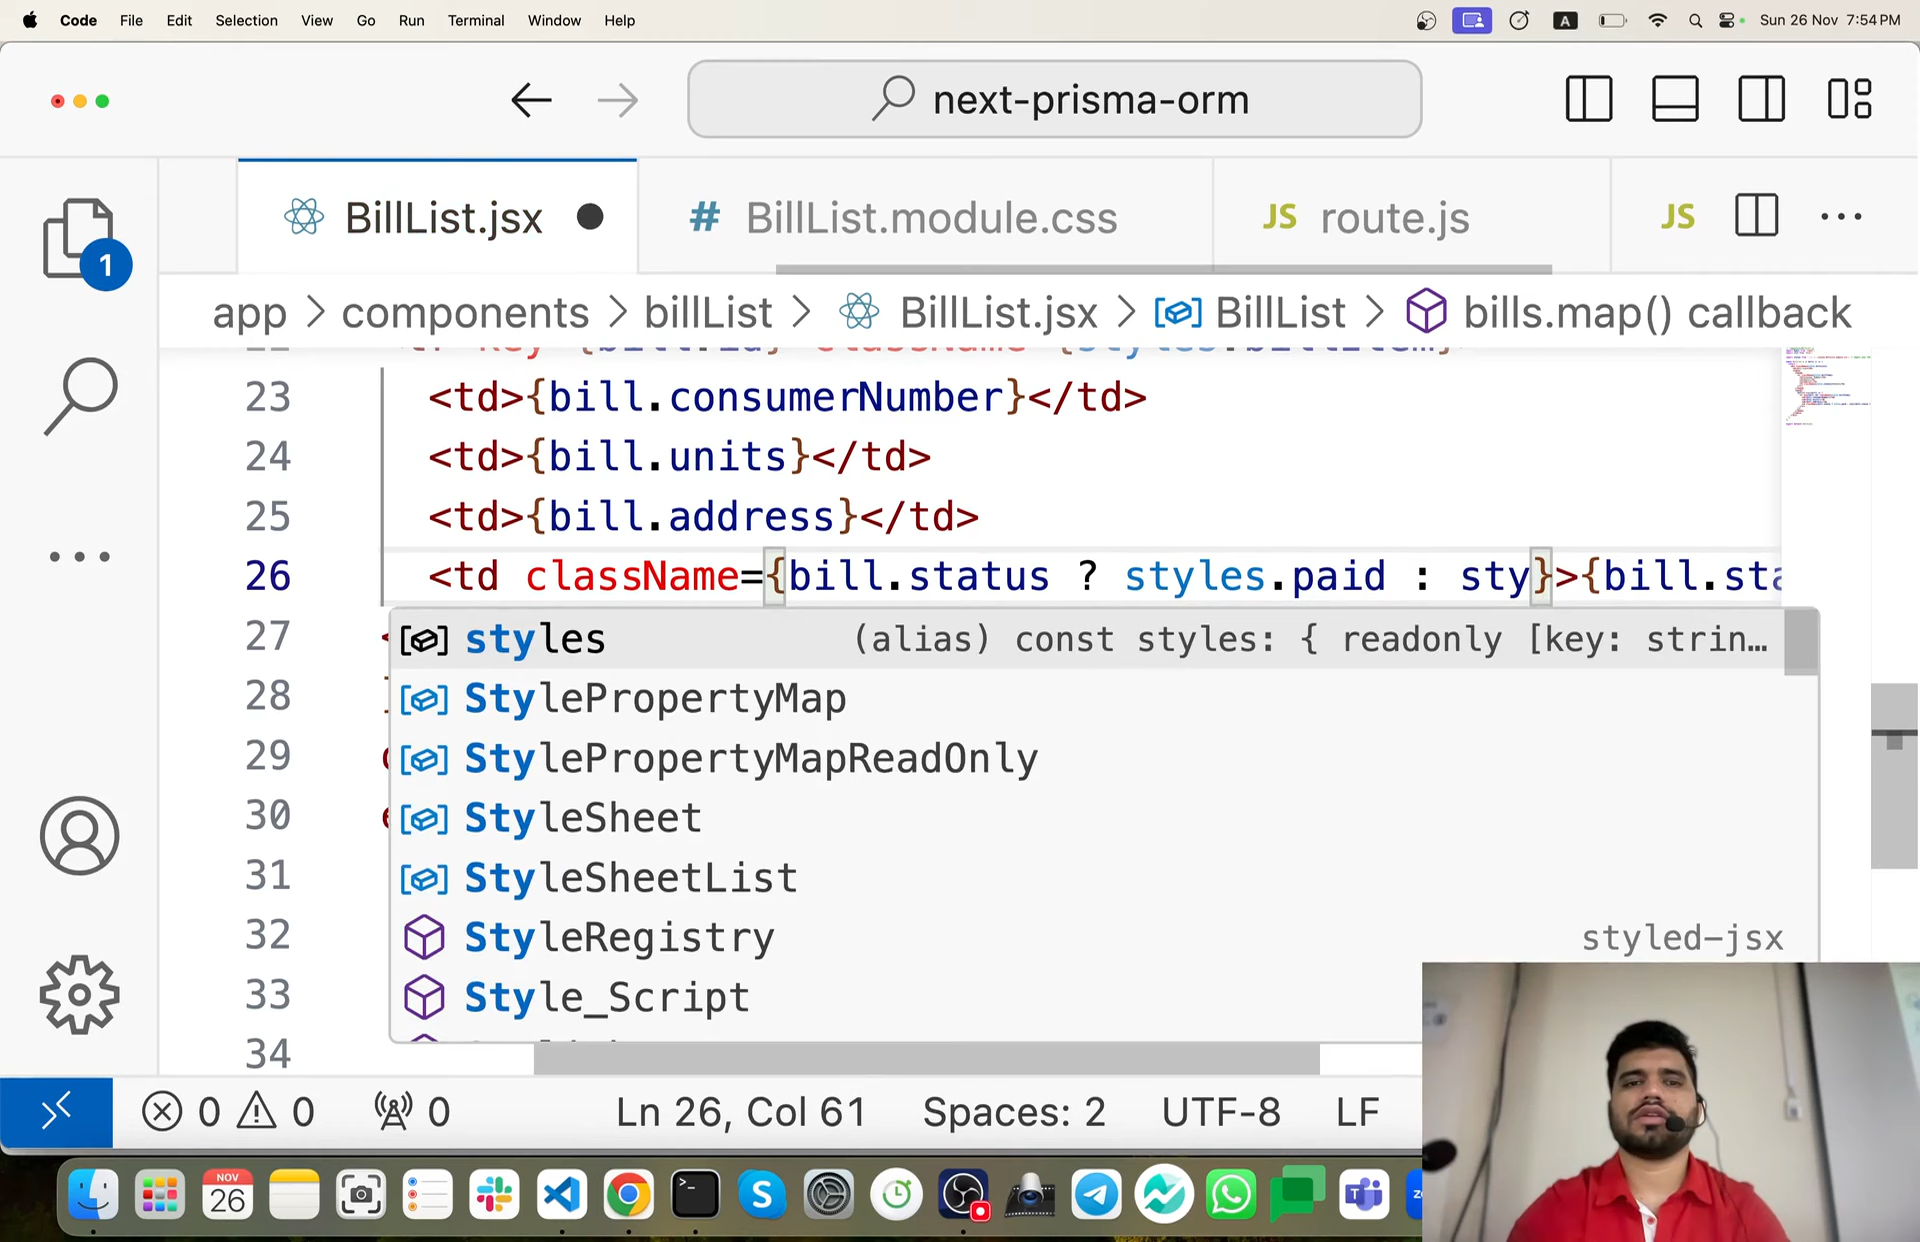 Code File Edit Selection View Go Run Terminal Window Help A Sun 26 Nov 7:54 PM
next-prisma-orm
1
BillList.jsx # BillList.module.css JS route.js JS
app > components > billList > BillList.jsx > BillList > bills.map() callback
23 <td>{bill.consumerNumber}</td>
24 <td>{bill.units}</td>
25 <td>{bill.address}</td>
26 <td className={bill.status ? styles.paid : sty}>{bill.sta
27 styles (alias) const styles: { readonly [key: strin…
28 StylePropertyMap
29 StylePropertyMapReadOnly
30 StyleSheet
31 StyleSheetList
32 StyleRegistry styled-jsx
33 Style_Script
34
0 0 0 Ln 26, Col 61 Spaces: 2 UTF-8 LF
NOV
26
S
T